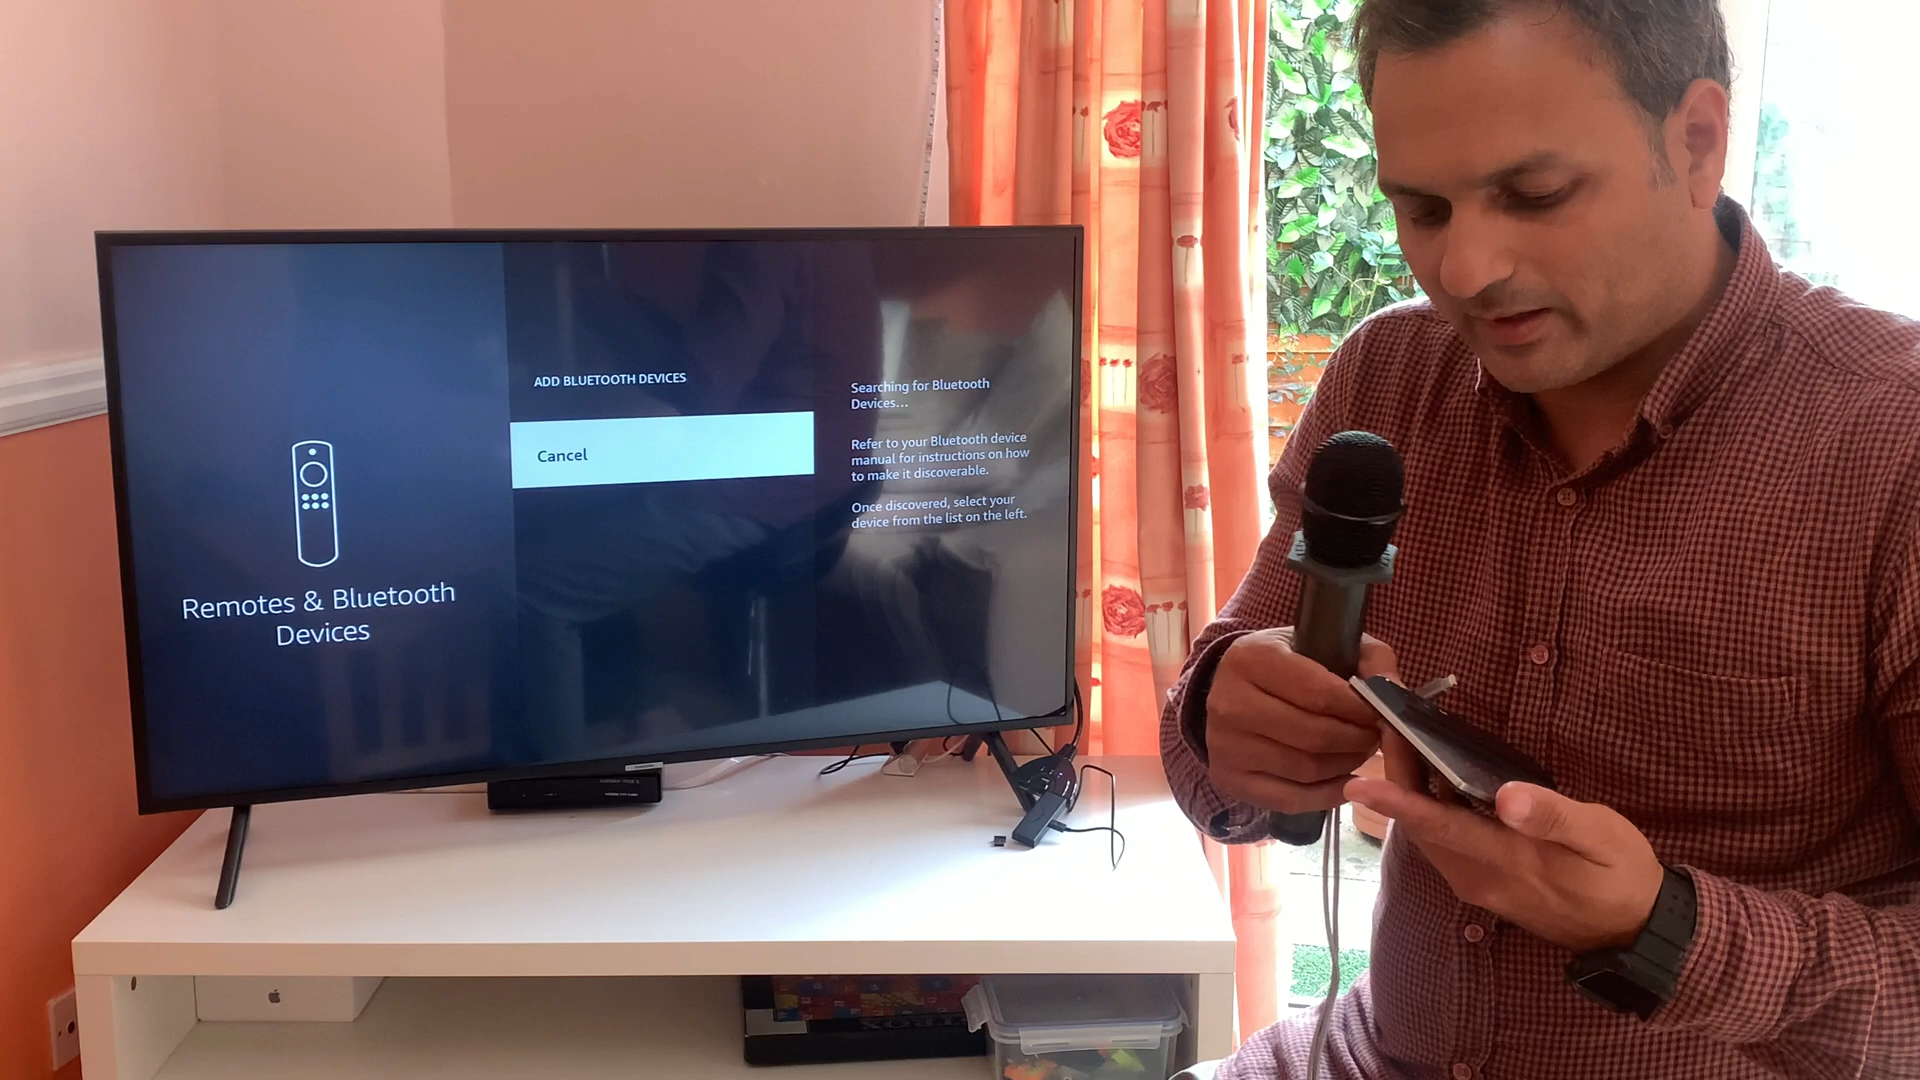 Remotes & Bluetooth
Devices
ADD BLUETOOTH DEVICES
Cancel
Searching for Bluetooth
Devices...
Refer to your Bluetooth device
manual for instructions on how
to make it discoverable.
Once discovered, select your
device from the list on the left.